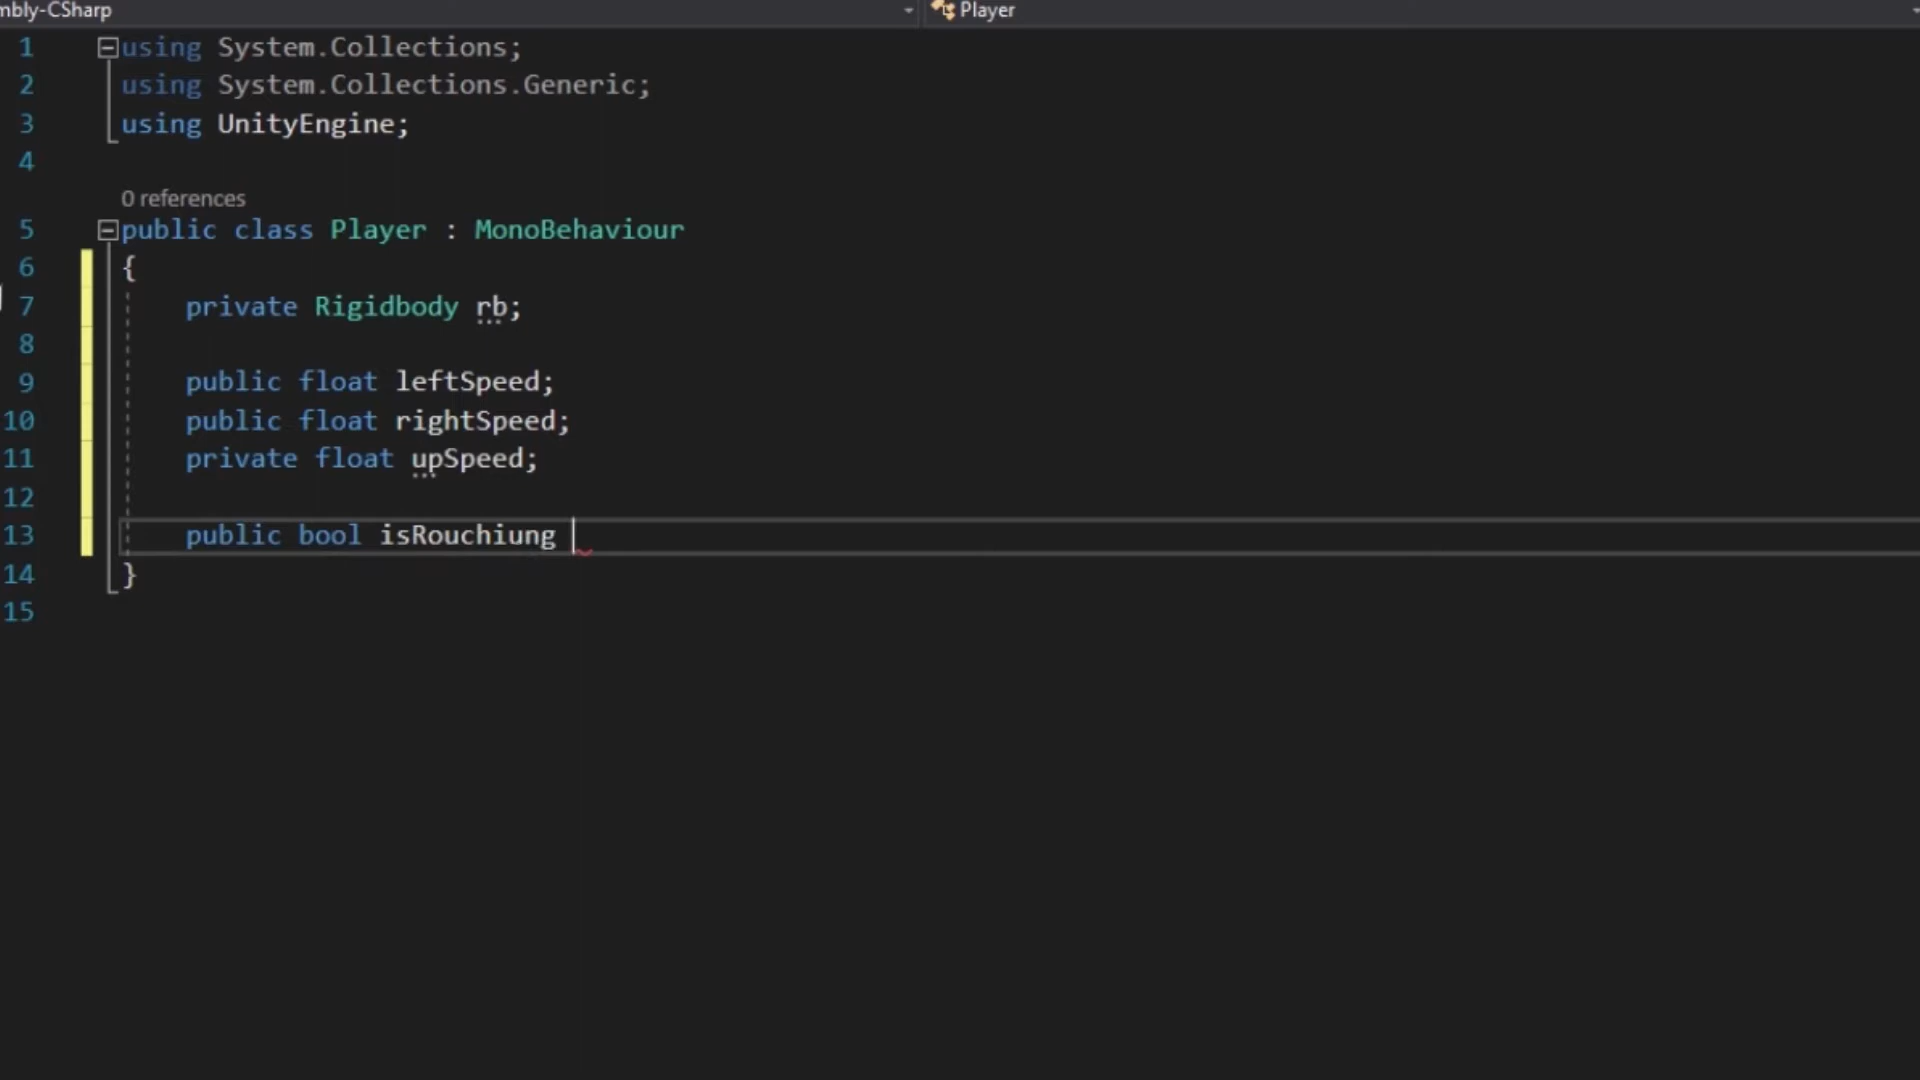 mbly-CSharp
Player
1 using System.Collections;
2 using System.Collections.Generic;
3 using UnityEngine;
4
0 references
5 public class Player : MonoBehaviour
6 {
7 private Rigidbody rb;
8
9 public float leftSpeed;
10 public float rightSpeed;
11 private float upSpeed;
12
13 public bool isRouchiung
14 }
15